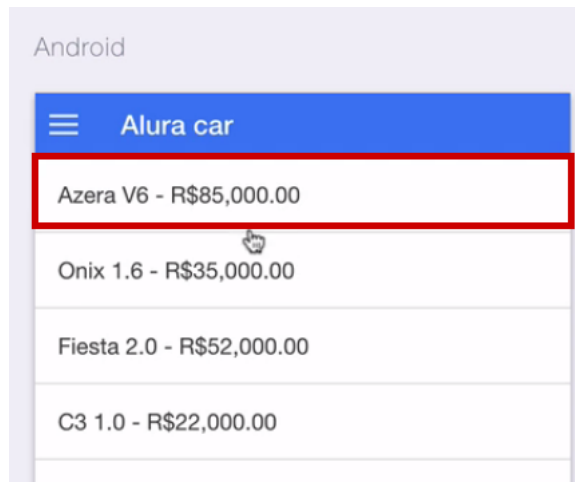 Android
Alura car
Azera V6 - R$85,000.00
Onix 1.6 - R$35,000.00
Fiesta 2.0 - R$52,000.00
C3 1.0 - R$22,000.00